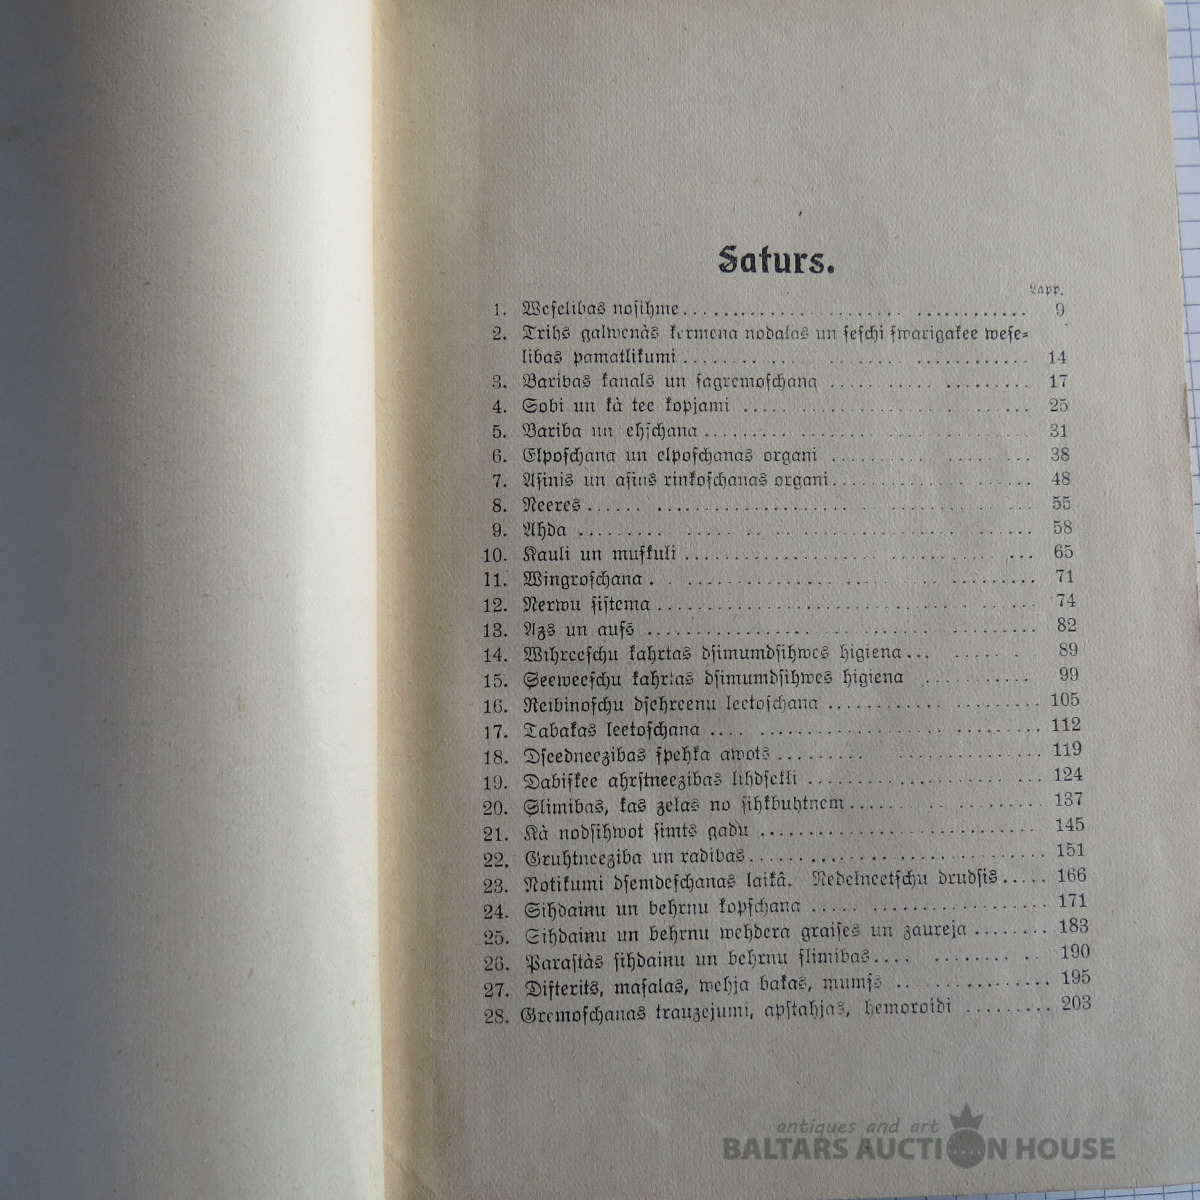 Saturs.
Lapp.
1. Weſelibas noſihme 9
2. Trihs galwenàs ķermeņa nodaļas un ſeſchi ſwarigakee weſe=
libas pamatlikumi 14
3. Baribas kanals un ſagremoſchana 17
4. Sobi un kà tee kopjami 25
5. Bariba un ehſchana 31
6. Elpoſchana un elpoſchanas organi 38
7. Aſinis un aſins rinkoſchanas organi 48
8. Neeres 55
9. Ahda 58
10. Kauli un muſkuli 65
11. Wingroſchana 71
12. Nerwu ſiſtema 74
13. Azs un auſs 82
14. Wihreeſchu kahrtas dſimumdſihwes higiena 89
15. Seeweeſchu kahrtas dſimumdſihwes higiena 99
16. Reibinoſchu dſehreenu leetoſchana 105
17. Tabakas leetoſchana 112
18. Dſeedneezibas ſpehka awots 119
19. Dabiſkee ahrſtneezibas lihdſekli 124
20. Slimibas, kas zelas no ſihkbuhtnem 137
21. Kà nodſihwot ſimts gadu 145
22. Gruhtneeziba un radibas 151
23. Notikumi dſemdeſchanas laikâ. Nedelneetſchu drudſis 166
24. Sihdaiņu un behrnu kopſchana 171
25. Sihdaiņu un behrnu wehdera graiſes un zaureja 183
26. Paraſtàs ſihdaiņu un behrnu ſlimibas 190
27. Difterits, maſalas, wehja bakas, mumſs 195
28. Gremoſchanas trauzejumi, apſtahjas, hemoroidi 203
antiques and art
BALTARS AUCTION HOUSE